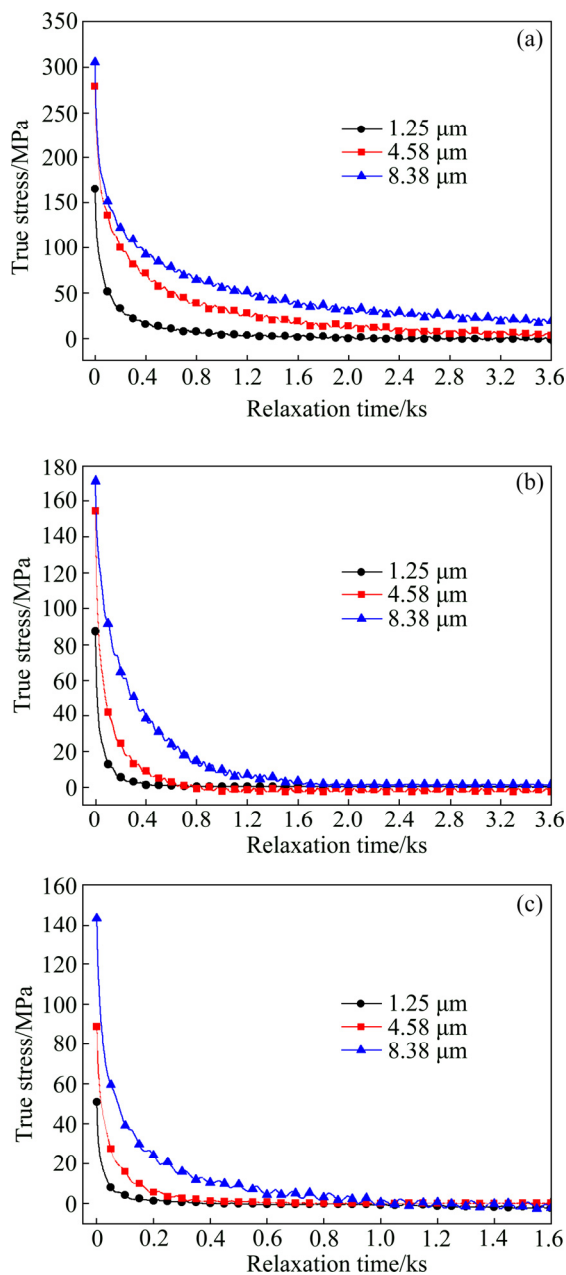 (a)
350
300
250
200
150
100
50
0
True stress/MPa
1.25 μm
4.58 μm
8.38 μm
0 0.4 0.8 1.2 1.6 2.0 2.4 2.8 3.2 3.6
Relaxation time/ks
(b)
180
160
140
120
100
80
60
40
20
0
True stress/MPa
1.25 μm
4.58 μm
8.38 μm
0 0.4 0.8 1.2 1.6 2.0 2.4 2.8 3.2 3.6
Relaxation time/ks
(c)
160
140
120
100
80
60
40
20
0
True stress/MPa
1.25 μm
4.58 μm
8.38 μm
0 0.2 0.4 0.6 0.8 1.0 1.2 1.4 1.6
Relaxation time/ks